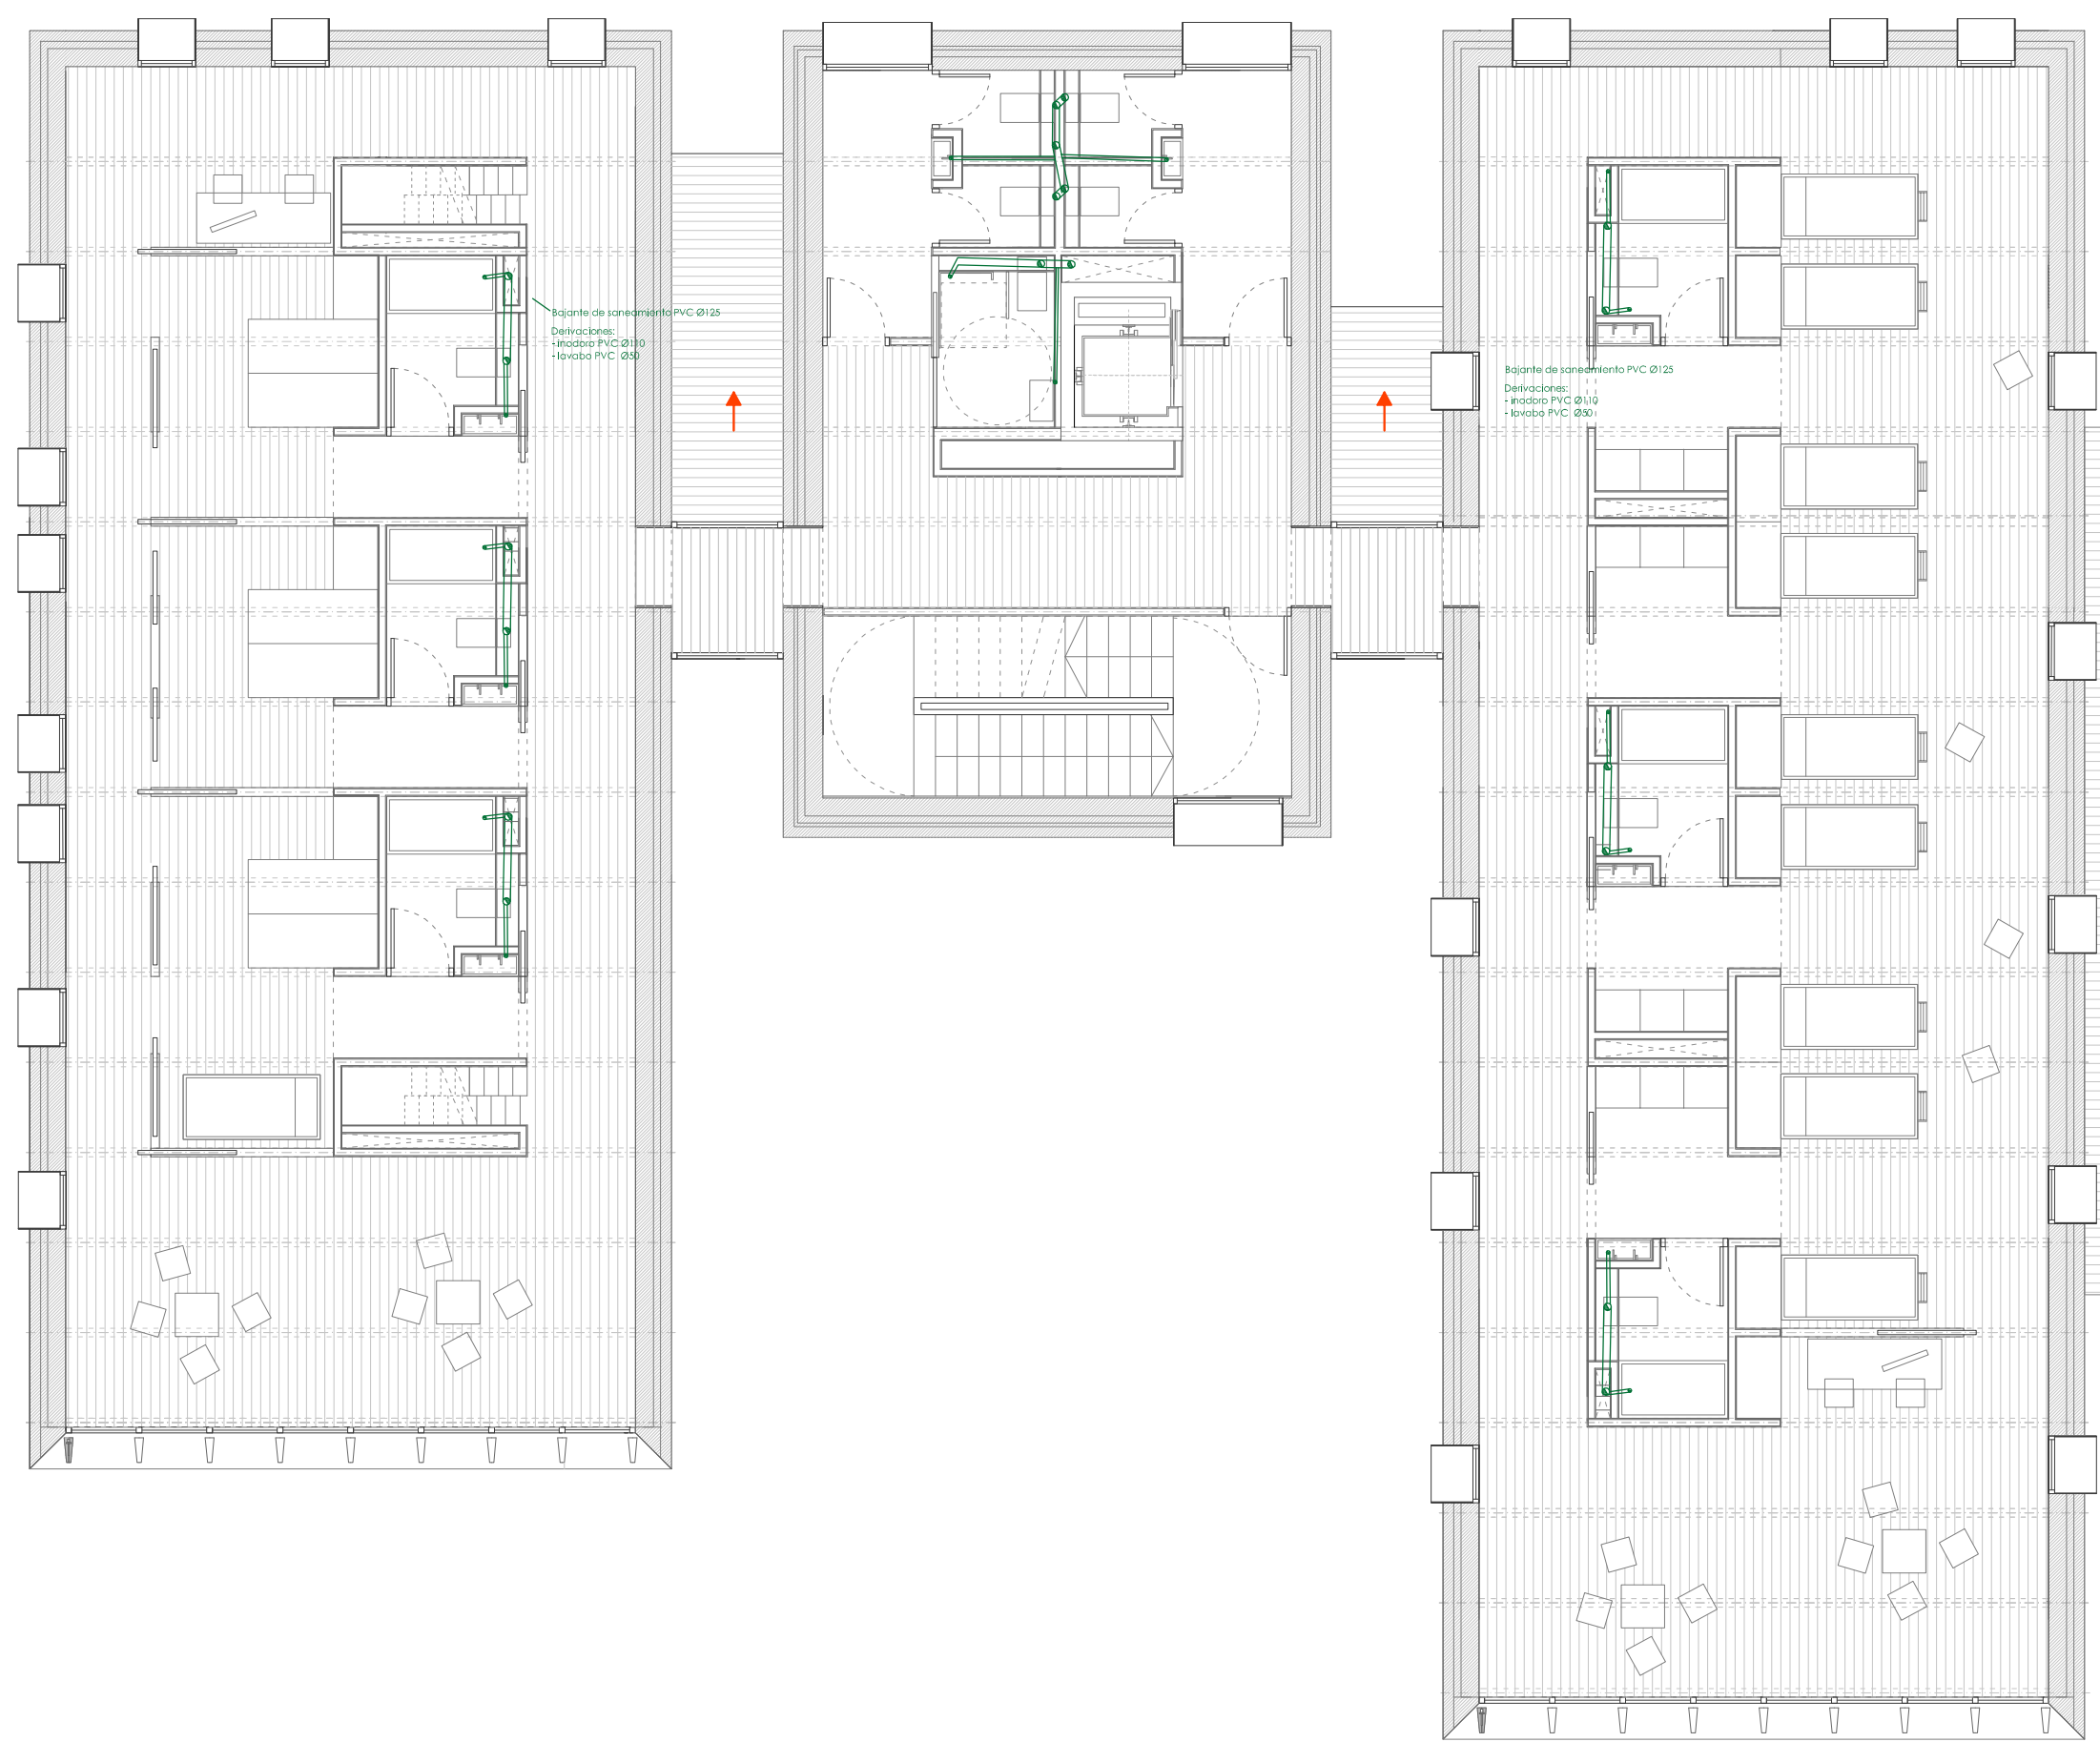 Bajante de saneamiento PVC Ø125
Derivaciones:
- inodoro PVC Ø110
- lavabo PVC Ø50
Bajante de saneamiento PVC Ø125
Derivaciones:
- inodoro PVC Ø110
- lavabo PVC Ø50